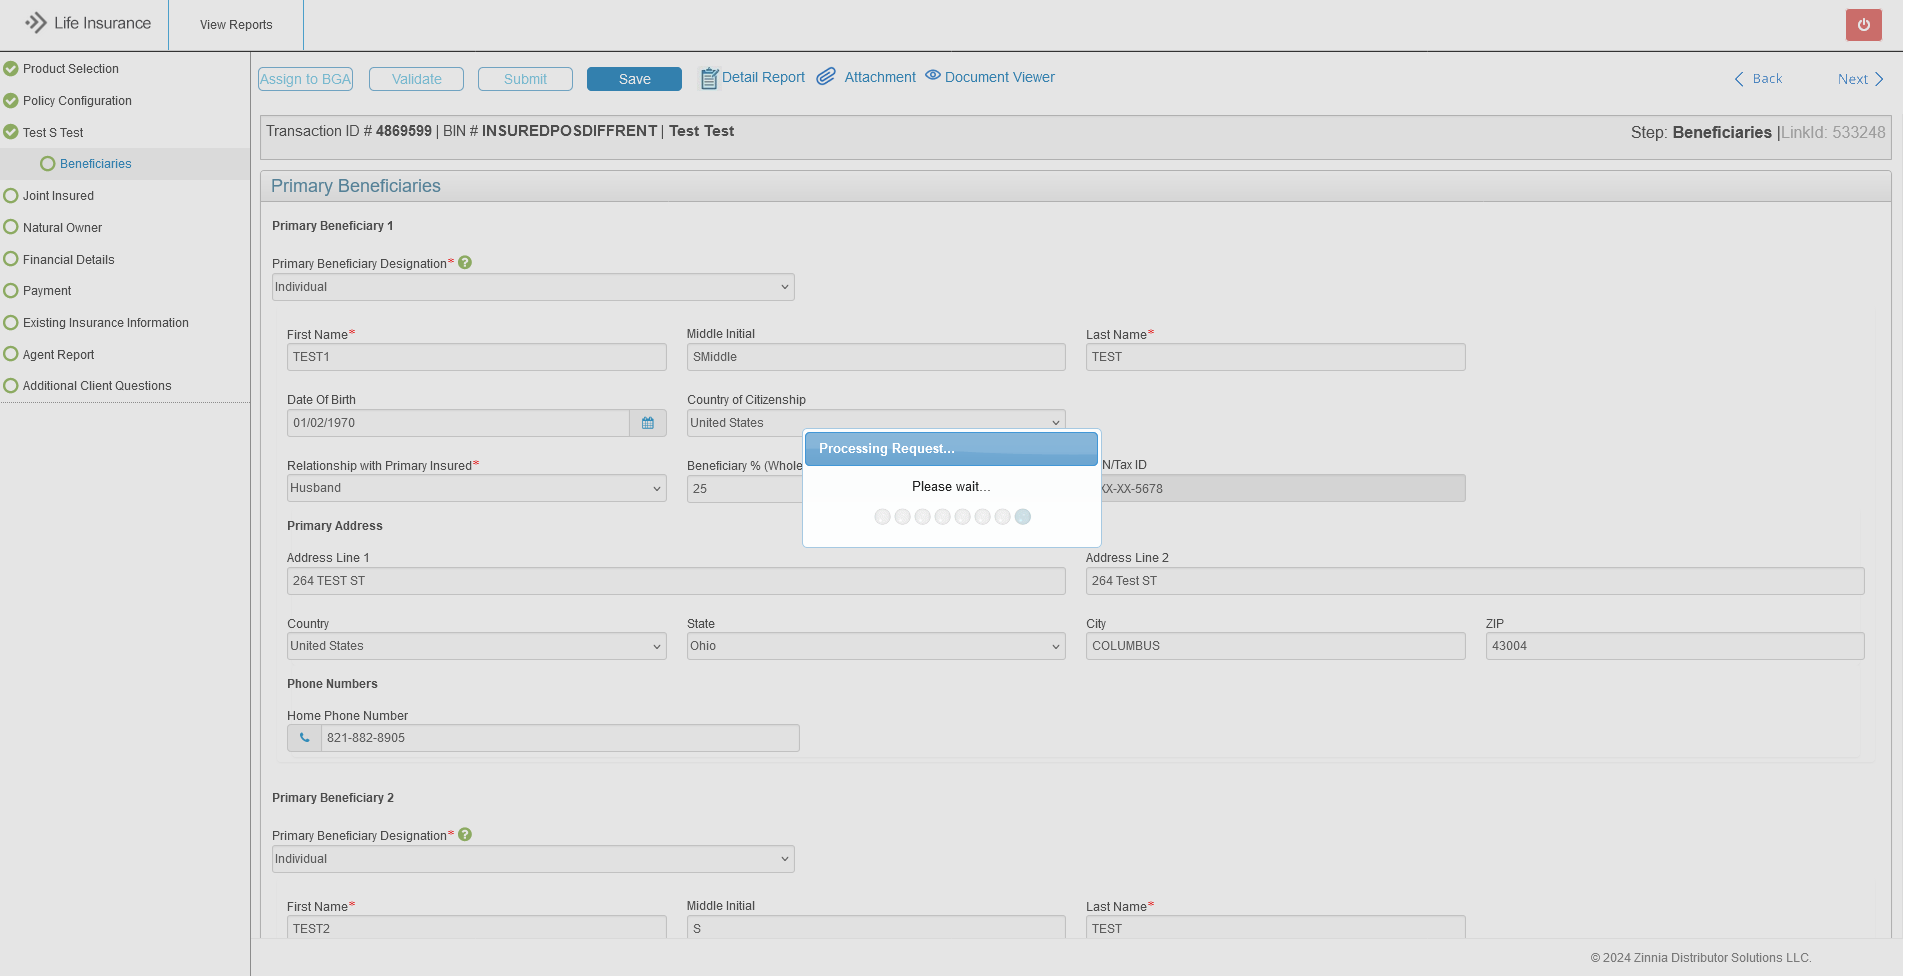 Life Insurance
View Reports
Product Selection
Policy Configuration
Test S Test
Beneficiaries
Joint Insured
Natural Owner
Financial Details
Payment
Existing Insurance Information
Agent Report
Additional Client Questions
Assign to BGA
Validate
Submit
Save
Detail Report
Attachment
Document Viewer
Back
Next
Transaction ID # 4869599 | BIN # INSUREDPOSDIFFRENT | Test Test
Step: Beneficiaries |LinkId: 533248
Primary Beneficiaries
Primary Beneficiary 1
Primary Beneficiary Designation*
Individual
First Name*
Middle Initial
Last Name*
TEST1
SMiddle
TEST
Date Of Birth
Country of Citizenship
01/02/1970
United States
Processing Request...
Please wait...
Relationship with Primary Insured*
Beneficiary % (Whole
N/Tax ID
Husband
25
XX-XX-5678
Primary Address
Address Line 1
Address Line 2
264 TEST ST
264 Test ST
Country
State
City
ZIP
United States
Ohio
COLUMBUS
43004
Phone Numbers
Home Phone Number
821-882-8905
Primary Beneficiary 2
Primary Beneficiary Designation*
Individual
First Name*
Middle Initial
Last Name*
TEST2
S
TEST
© 2024 Zinnia Distributor Solutions LLC.